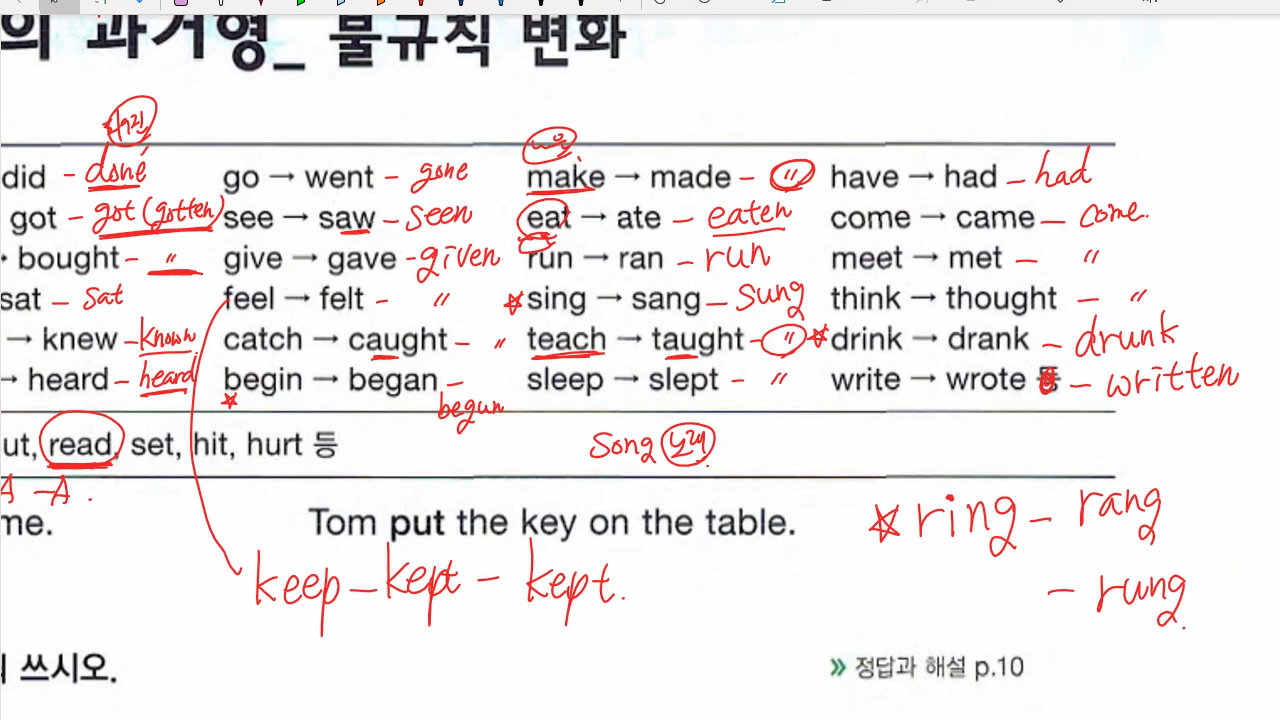 의 과거형_ 불규칙 변화
did - done go → went - gone make → made - 〃 have → had - had
got - got (gotten) see → saw - seen eat → ate - eaten come → came - come.
bought - 〃 give → gave - given run → ran - run meet → met - 〃
sat - sat feel → felt - 〃 ☆sing → sang - sung think → thought - 〃
→ knew - known catch → caught - 〃 teach → taught - 〃 ☆drink → drank - drunk
→ heard - heard begin → began - begun sleep → slept - 〃 write → wrote - written
☆
ut, read, set, hit, hurt 등 song 노래
A - A.
me. Tom put the key on the table. ☆ ring - rang
keep - kept - kept. - rung.
쓰시오.
» 정답과 해설 p.10